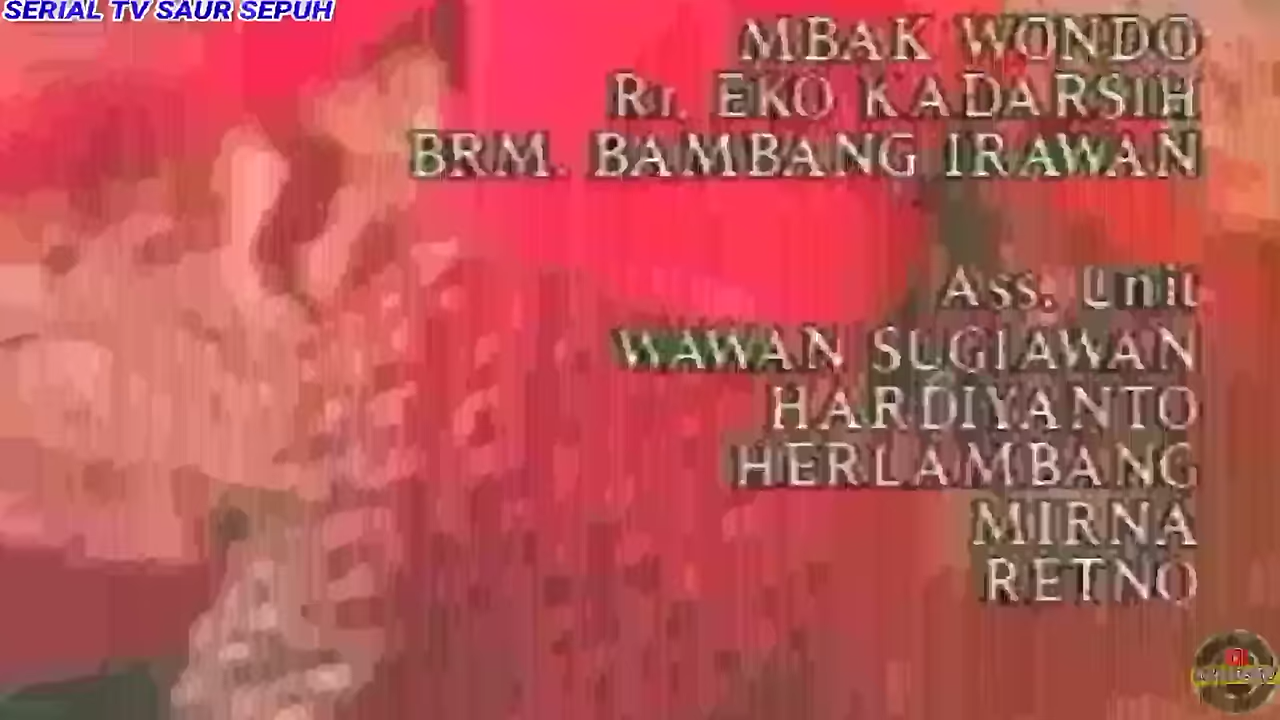 SERIAL TV SAUR SEPUH
MBAK WONDO
Rr. EKO KADARSIH
BRM. BAMBANG IRAWAN
Ass. Unit
WAWAN SUGIAWAN
HARDIYANTO
HERLAMBANG
MIRNA
RETNO